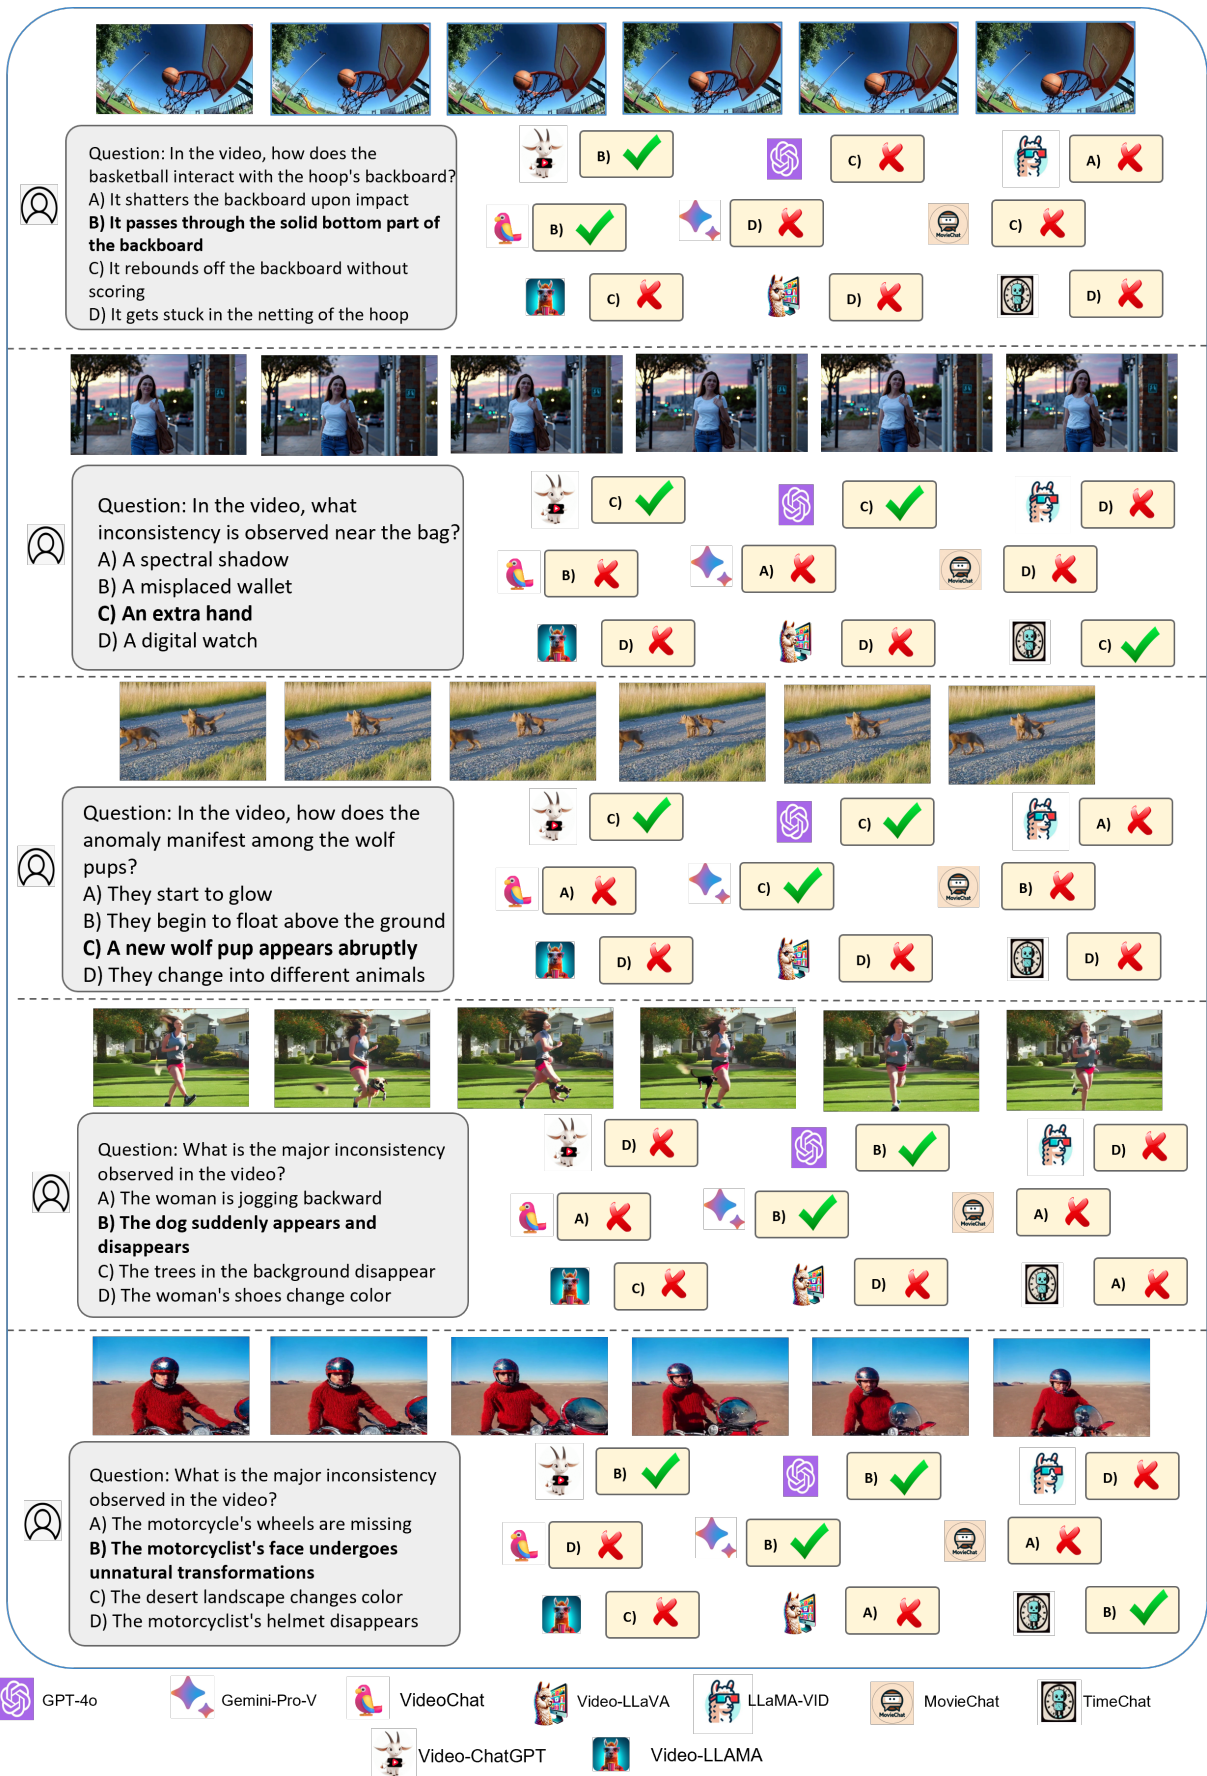 Question: In the video, how does the
basketball interact with the hoop's backboard?
A) It shatters the backboard upon impact
B) It passes through the solid bottom part of
the backboard
C) It rebounds off the backboard without
scoring
D) It gets stuck in the netting of the hoop
B)
C)
A)
B)
D)
MovieChat
C)
C)
D)
D)
Question: In the video, what
inconsistency is observed near the bag?
A) A spectral shadow
B) A misplaced wallet
C) An extra hand
D) A digital watch
C)
C)
D)
B)
A)
MovieChat
D)
D)
D)
C)
Question: In the video, how does the
anomaly manifest among the wolf
pups?
A) They start to glow
B) They begin to float above the ground
C) A new wolf pup appears abruptly
D) They change into different animals
C)
C)
A)
A)
C)
MovieChat
B)
D)
D)
D)
Question: What is the major inconsistency
observed in the video?
A) The woman is jogging backward
B) The dog suddenly appears and
disappears
C) The trees in the background disappear
D) The woman's shoes change color
D)
B)
D)
A)
B)
MovieChat
A)
C)
D)
A)
Question: What is the major inconsistency
observed in the video?
A) The motorcycle's wheels are missing
B) The motorcyclist's face undergoes
unnatural transformations
C) The desert landscape changes color
D) The motorcyclist's helmet disappears
B)
B)
D)
D)
B)
MovieChat
A)
C)
A)
B)
GPT-4o
Gemini-Pro-V
VideoChat
Video-LLaVA
LLaMA-VID
MovieChat
MovieChat
TimeChat
Video-ChatGPT
Video-LLAMA